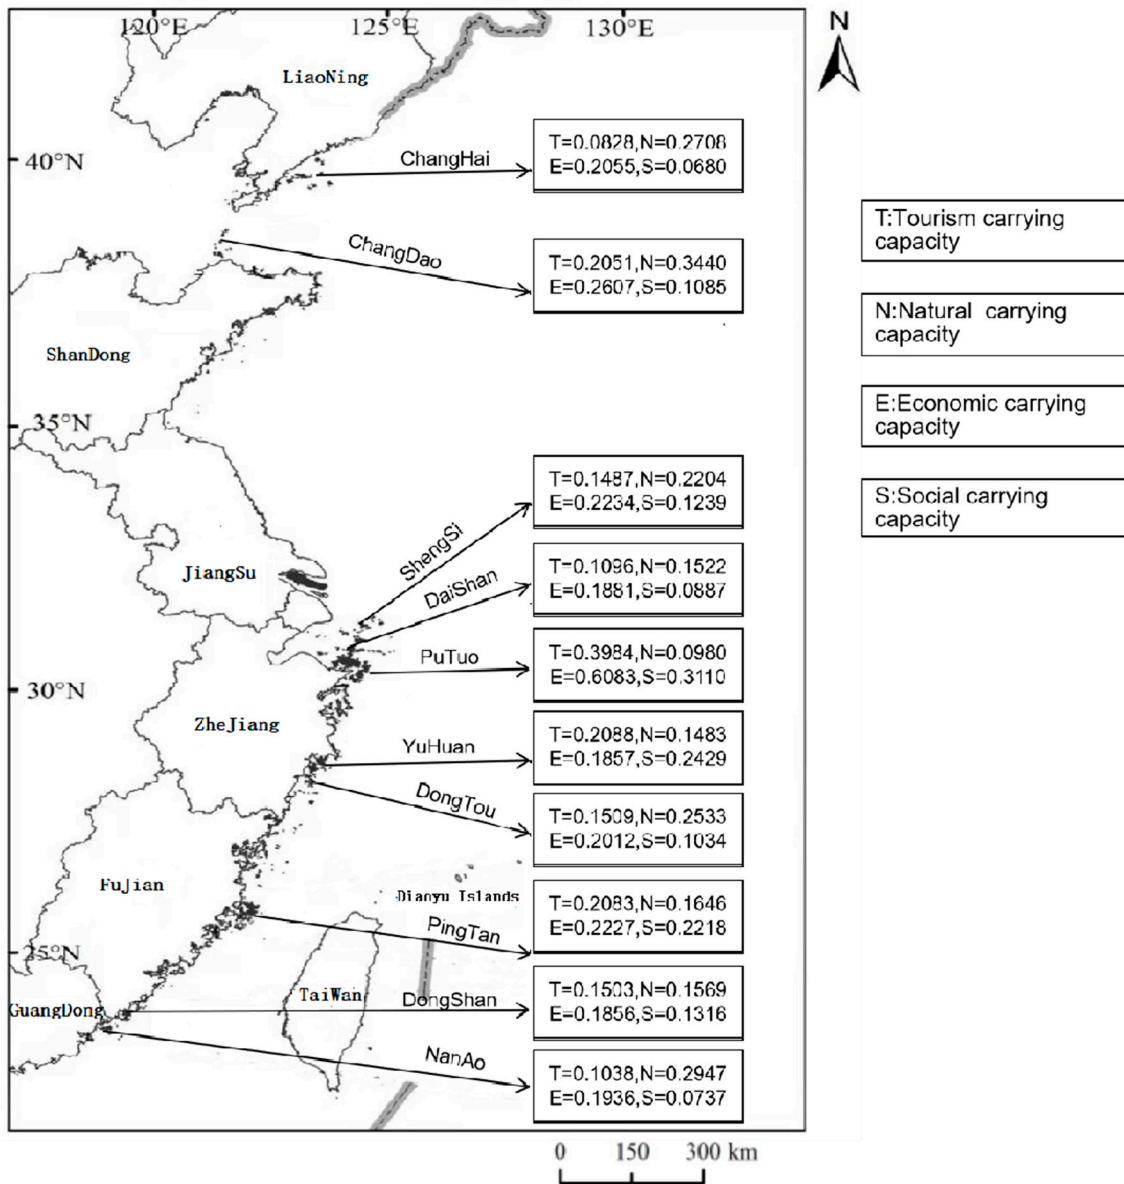 120°E
125°E
130°E
N
LiaoNing
40°N
ChangHai
T=0.0828,N=0.2708
E=0.2055,S=0.0680
T:Tourism carrying
capacity
ChangDao
T=0.2051,N=0.3440
E=0.2607,S=0.1085
N:Natural carrying
capacity
ShanDong
35°N
E:Economic carrying
capacity
S:Social carrying
capacity
ShengSi
T=0.1487,N=0.2204
E=0.2234,S=0.1239
JiangSu
DaiShan
T=0.1096,N=0.1522
E=0.1881,S=0.0887
PuTuo
T=0.3984,N=0.0980
E=0.6083,S=0.3110
30°N
ZheJiang
YuHuan
T=0.2088,N=0.1483
E=0.1857,S=0.2429
DongTou
T=0.1509,N=0.2533
E=0.2012,S=0.1034
FuJian
Diaoyu Islands
PingTan
T=0.2083,N=0.1646
E=0.2227,S=0.2218
25°N
GuangDong
TaiWan
DongShan
T=0.1503,N=0.1569
E=0.1856,S=0.1316
NanAo
T=0.1038,N=0.2947
E=0.1936,S=0.0737
0 150 300 km